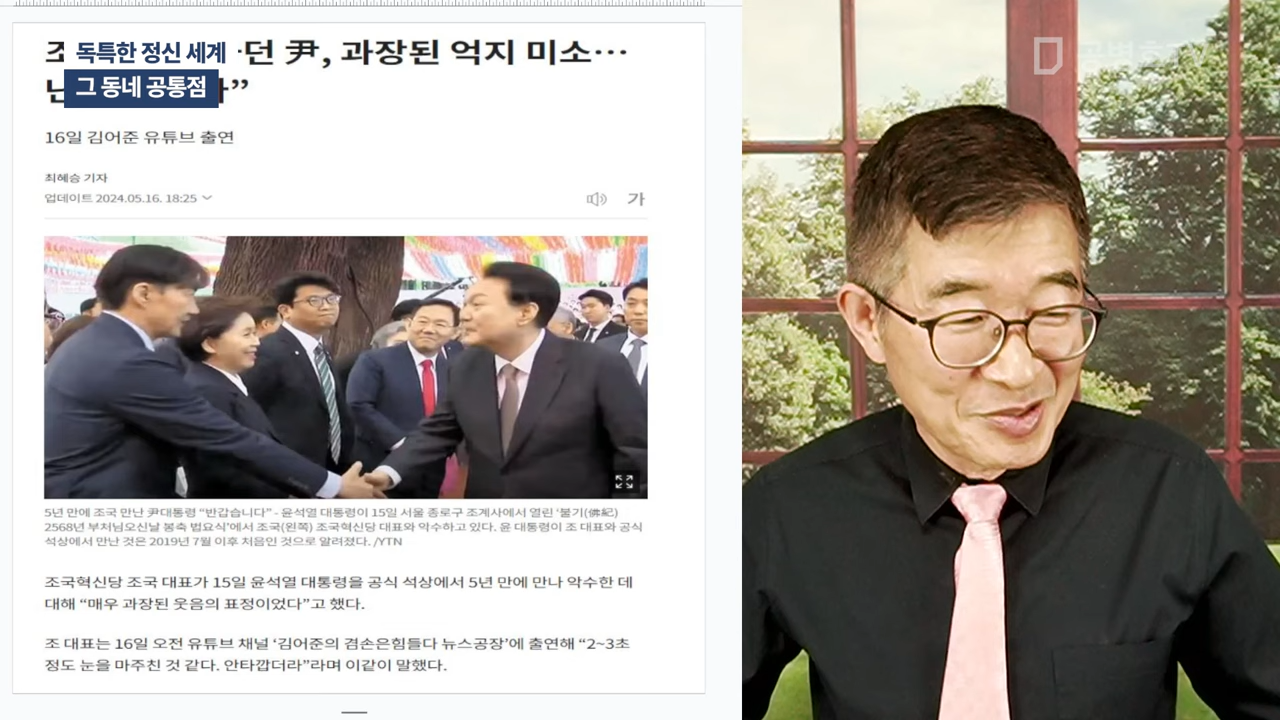 독특한 정신 세계
그 동네 공통점
던 尹, 과장된 억지 미소…
”
16일 김어준 유튜브 출연
최혜승 기자
업데이트 2024.05.16. 18:25
가
5년 만에 조국 만난 尹대통령 “반갑습니다” - 윤석열 대통령이 15일 서울 종로구 조계사에서 열린 ‘불기(佛紀)
2568년 부처님오신날 봉축 법요식’에서 조국(왼쪽) 조국혁신당 대표와 악수하고 있다. 윤 대통령이 조 대표와 공식
석상에서 만난 것은 2019년 7월 이후 처음인 것으로 알려졌다. /YTN
조국혁신당 조국 대표가 15일 윤석열 대통령을 공식 석상에서 5년 만에 만나 악수한 데
대해 “매우 과장된 웃음의 표정이었다”고 했다.
조 대표는 16일 오전 유튜브 채널 ‘김어준의 겸손은힘들다 뉴스공장’에 출연해 “2~3초
정도 눈을 마주친 것 같다. 안타깝더라”라며 이같이 말했다.